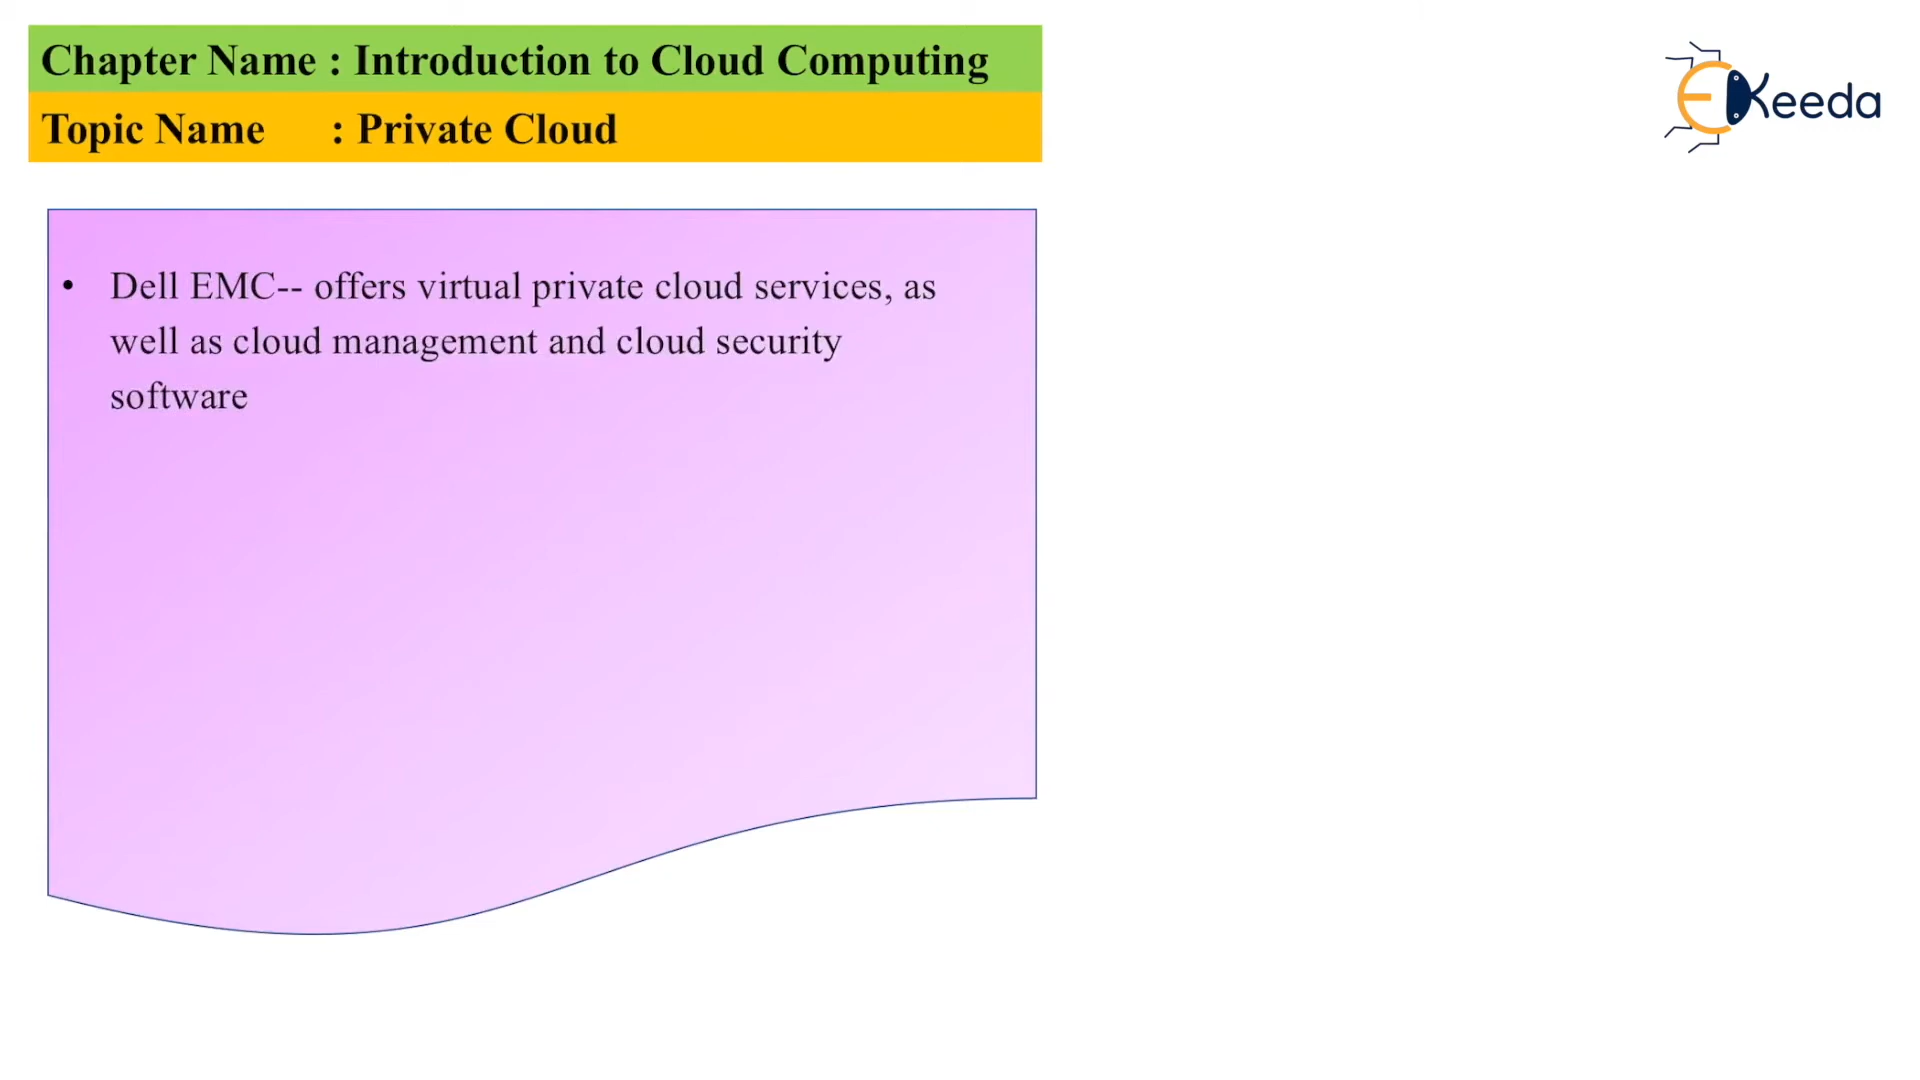 Chapter Name : Introduction to Cloud Computing
Topic Name : Private Cloud
EKeeda
• Dell EMC-- offers virtual private cloud services, as
well as cloud management and cloud security
software